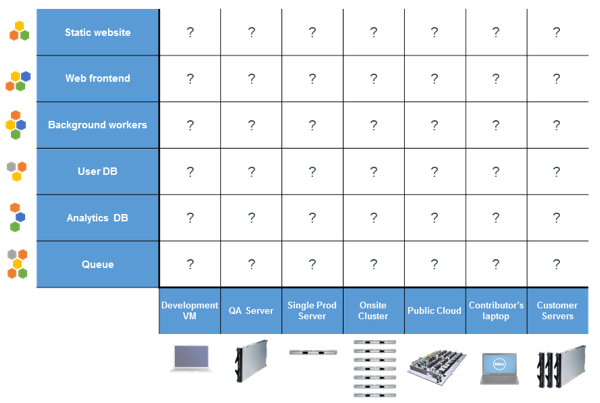 Static website ? ? ? ? ? ? ?
Web frontend ? ? ? ? ? ? ?
Background workers ? ? ? ? ? ? ?
User DB ? ? ? ? ? ? ?
Analytics DB ? ? ? ? ? ? ?
Queue ? ? ? ? ? ? ?
Development VM QA Server Single Prod Server Onsite Cluster Public Cloud Contributor's laptop Customer Servers
DELL